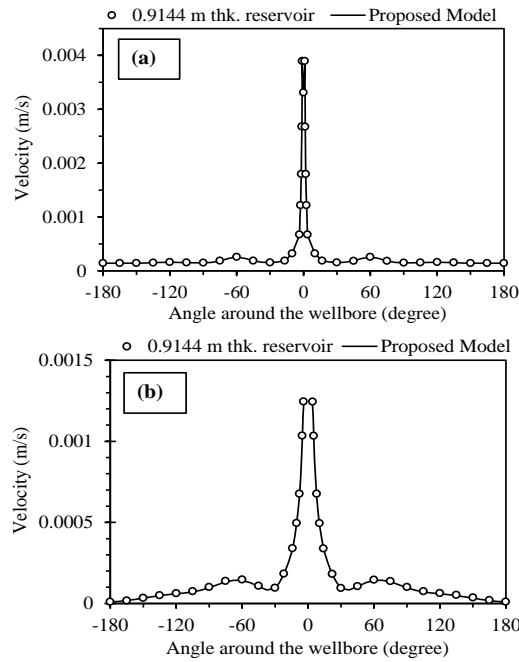 0.9144 m thk. reservoir Proposed Model
(a)
0.004
0.003
0.002
0.001
0
Velocity (m/s)
-180 -120 -60 0 60 120 180
Angle around the wellbore (degree)
0.9144 m thk. reservoir Proposed Model
(b)
0.0015
0.001
0.0005
0
Velocity (m/s)
-180 -120 -60 0 60 120 180
Angle around the wellbore (degree)